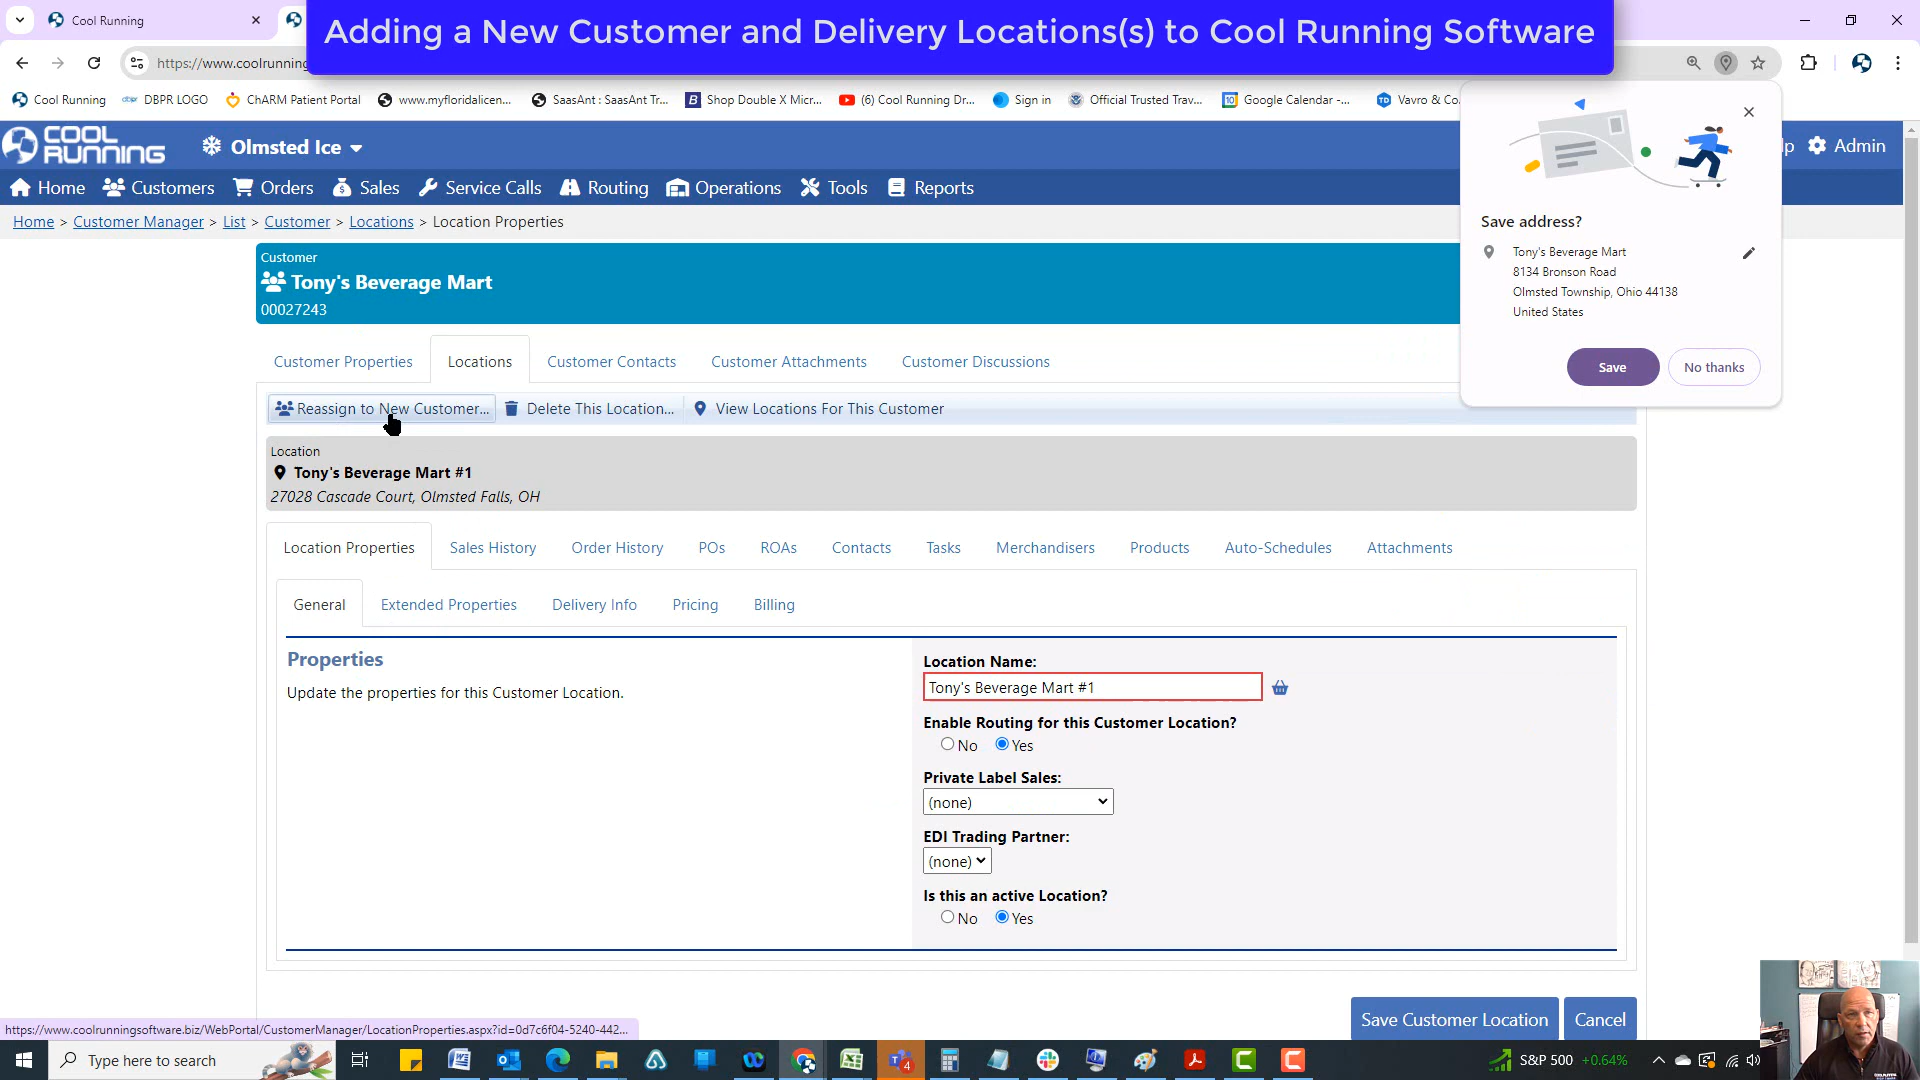 Cool Running
Adding a New Customer and Delivery Locations(s) to Cool Running Software
https://www.coolrunning
Cool Running
DBPR LOGO
ChARM Patient Portal
www.myfloridalicen...
SaasAnt : SaasAnt Tr...
Shop Double X Micr...
(6) Cool Running Dr...
Sign in
Official Trusted Trav...
Google Calendar -...
Vavro & Co.
COOL
RUNNING
Olmsted Ice
lp
Admin
Home
Customers
Orders
Sales
Service Calls
Routing
Operations
Tools
Reports
Home > Customer Manager > List > Customer > Locations > Location Properties
Save address?
Tony's Beverage Mart
8134 Bronson Road
Olmsted Township, Ohio 44138
United States
Save
No thanks
Customer
Tony's Beverage Mart
00027243
Customer Properties
Locations
Customer Contacts
Customer Attachments
Customer Discussions
Reassign to New Customer...
Delete This Location...
View Locations For This Customer
Location
Tony's Beverage Mart #1
27028 Cascade Court, Olmsted Falls, OH
Location Properties
Sales History
Order History
POs
ROAs
Contacts
Tasks
Merchandisers
Products
Auto-Schedules
Attachments
General
Extended Properties
Delivery Info
Pricing
Billing
Properties
Update the properties for this Customer Location.
Location Name:
Tony's Beverage Mart #1
Enable Routing for this Customer Location?
No Yes
Private Label Sales:
(none)
EDI Trading Partner:
(none)
Is this an active Location?
No Yes
Save Customer Location
Cancel
https://www.coolrunningsoftware.biz/WebPortal/CustomerManager/LocationProperties.aspx?id=0d7c6f04-5240-442...
Type here to search
4
S&P 500 +0.64%